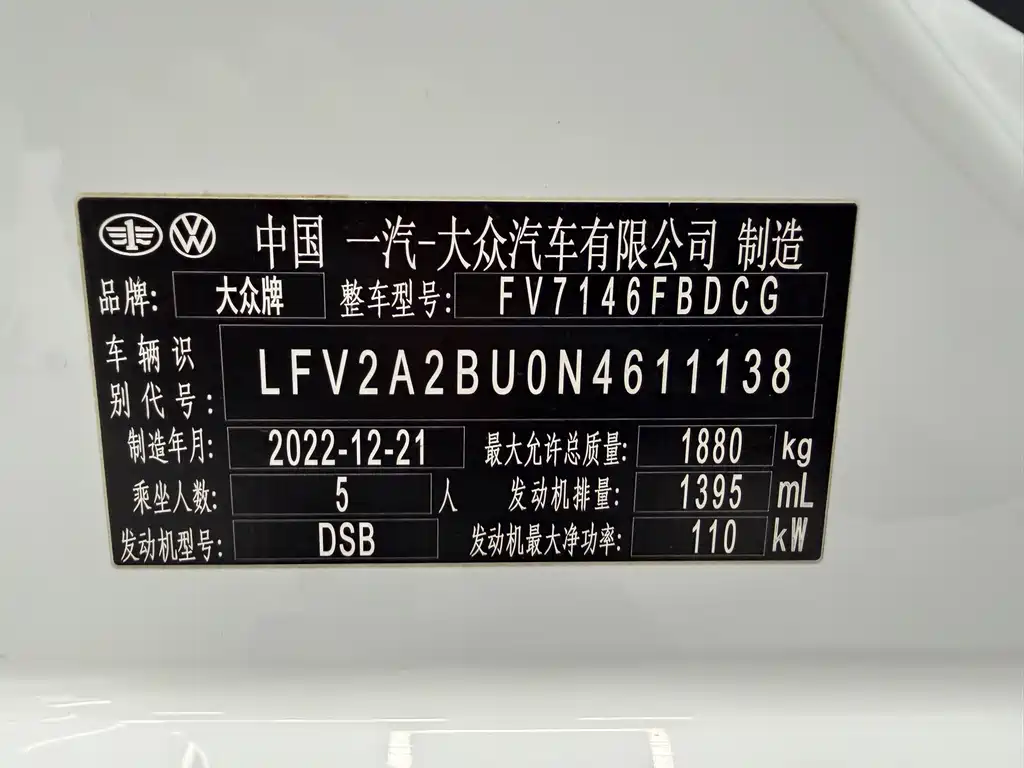 中国 一汽-大众汽车有限公司 制造
品牌: 大众牌 整车型号: FV7146FBDCG
车辆识别代号: LFV2A2BU0N4611138
制造年月: 2022-12-21 最大允许总质量: 1880 kg
乘坐人数: 5 人 发动机排量: 1395 mL
发动机型号: DSB 发动机最大净功率: 110 kW